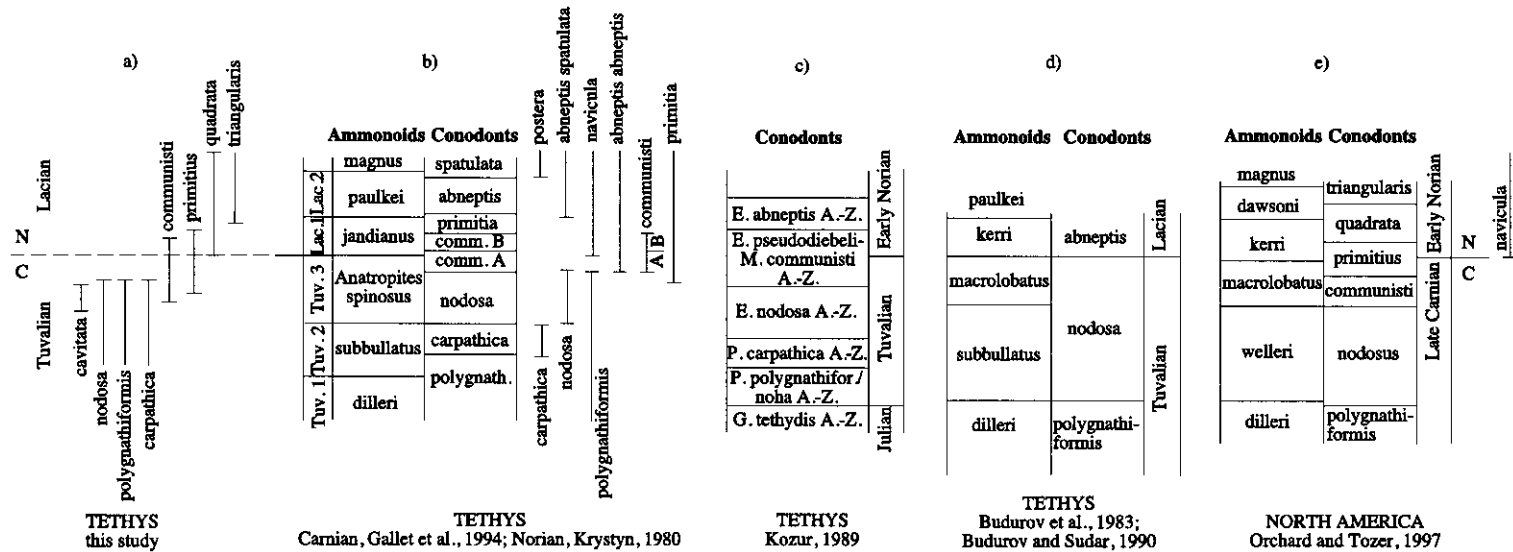 a)
b)
c)
d)
e)
N
C
Lacian
Tuvalian
cavitata
nodosa
polygnathiformis
carpathica
communisti
primitius
quadrata
triangularis
TETHYS
this study
Ammonoids Conodonts
Lac. 2
Lac. 1
Tuv. 3
Tuv. 2
Tuv. 1
magnus
paulkei
jandianus
Anatropites
spinosus
subbullatus
dilleri
spatulata
abneptis
primitia
comm. B
comm. A
nodosa
carpathica
polygnath.
postera
abneptis spatulata
navicula
abneptis abneptis
communisti
A B
primitia
carpathica
nodosa
polygnathiformis
TETHYS
Carnian, Gallet et al., 1994; Norian, Krystyn, 1980
Conodonts
E. abneptis A.-Z.
E. pseudodiebeli-
M. communisti
A.-Z.
E. nodosa A.-Z.
P. carpathica A.-Z.
P. polygnathifor/
noha A.-Z.
G. tethydis A.-Z.
Early Norian
Tuvalian
Julian
TETHYS
Kozur, 1989
Ammonoids Conodonts
paulkei
kerri
macrolobatus
subbullatus
dilleri
abneptis
nodosa
polygnathi-
formis
Lacian
Tuvalian
TETHYS
Budurov et al., 1983;
Budurov and Sudar, 1990
Ammonoids Conodonts
magnus
dawsoni
kerri
macrolobatus
welleri
dilleri
triangularis
quadrata
primitius
communisti
nodosus
polygnathi-
formis
Early Norian
Late Carnian
N
C
navicula
NORTH AMERICA
Orchard and Tozer, 1997